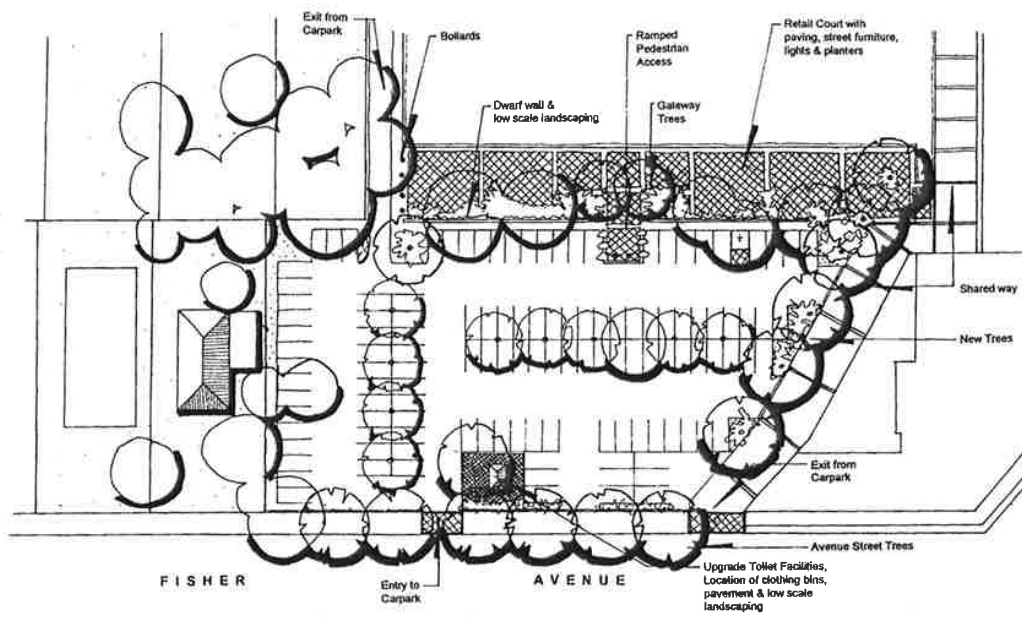 Exit from
Carpark
Bollards
Ramped
Pedestrian
Access
Retail Court with
paving, street furniture,
lights & planters
Dwarf wall &
low scale landscaping
Gateway
Trees
Shared way
New Trees
Exit from
Carpark
Avenue Street Trees
FISHER AVENUE
Entry to
Carpark
Upgrade Toilet Facilities,
Location of clothing bins,
pavement & low scale
landscaping